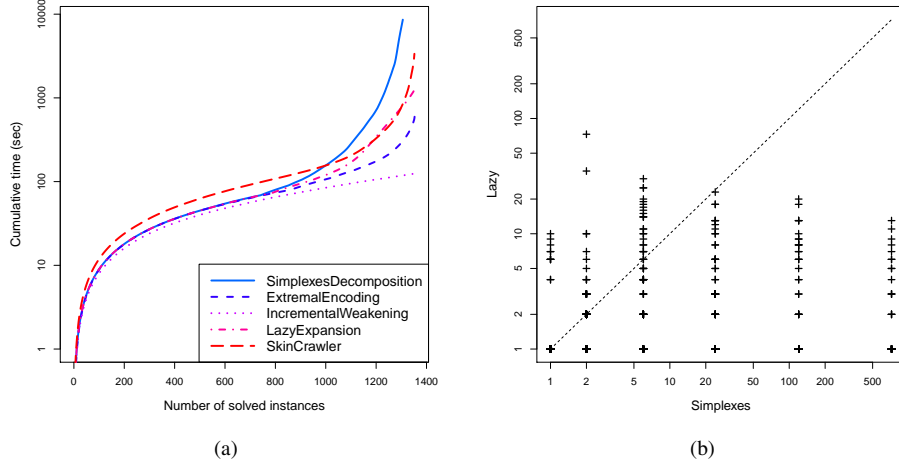 10000
1000
100
10
1
Cumulative time (sec)
SimplexesDecomposition
ExtremalEncoding
IncrementalWeakening
LazyExpansion
SkinCrawler
0 200 400 600 800 1000 1200 1400
Number of solved instances
(a)
500
200
100
50
20
10
5
2
1
Lazy
1 2 5 10 20 50 100 200 500
Simplexes
(b)